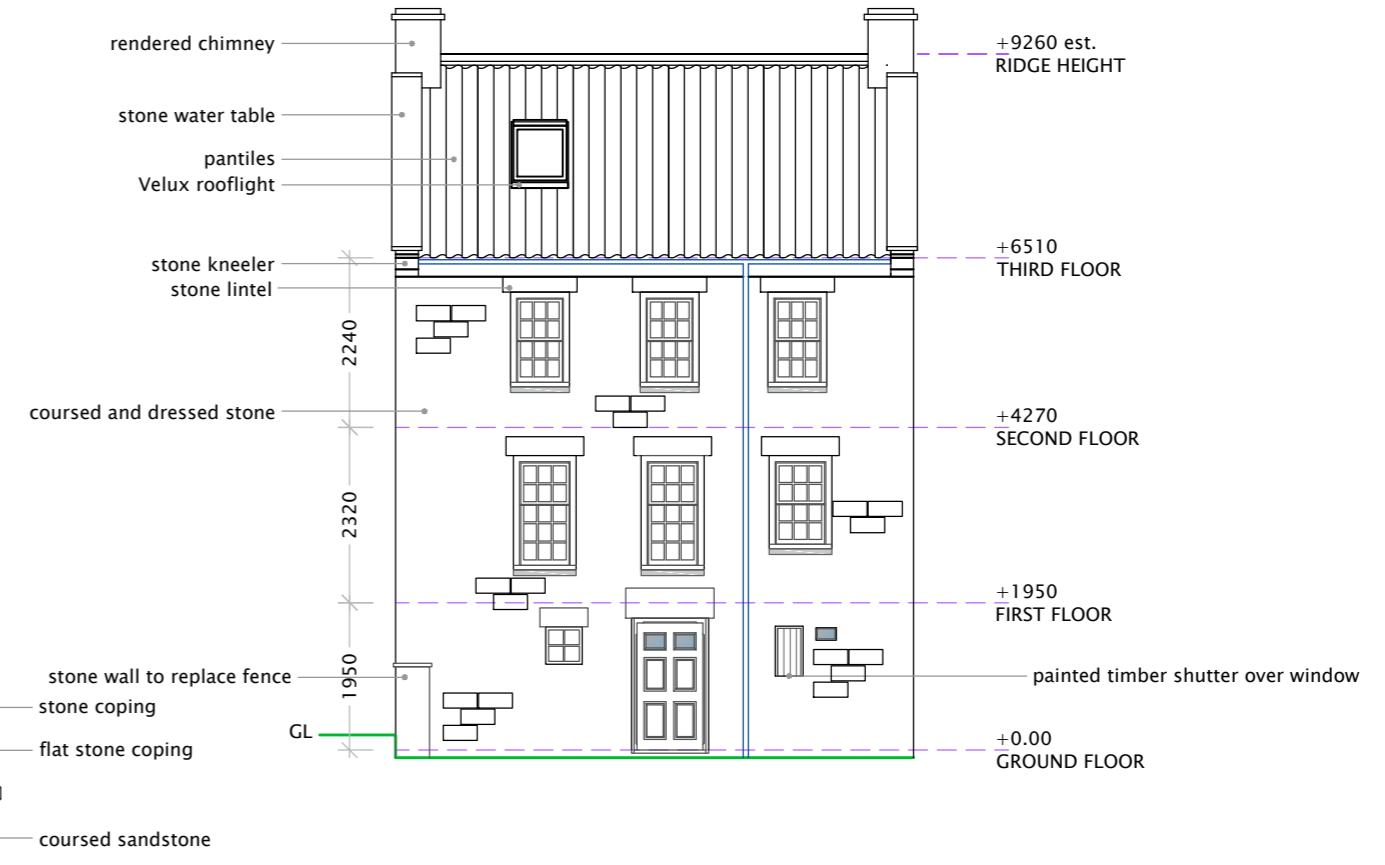 rendered chimney
+9260 est.
RIDGE HEIGHT
stone water table
pantiles
Velux rooflight
+6510
THIRD FLOOR
stone kneeler
stone lintel
2240
coursed and dressed stone
+4270
SECOND FLOOR
2320
+1950
FIRST FLOOR
1950
stone wall to replace fence
painted timber shutter over window
stone coping
GL
+0.00
GROUND FLOOR
flat stone coping
coursed sandstone